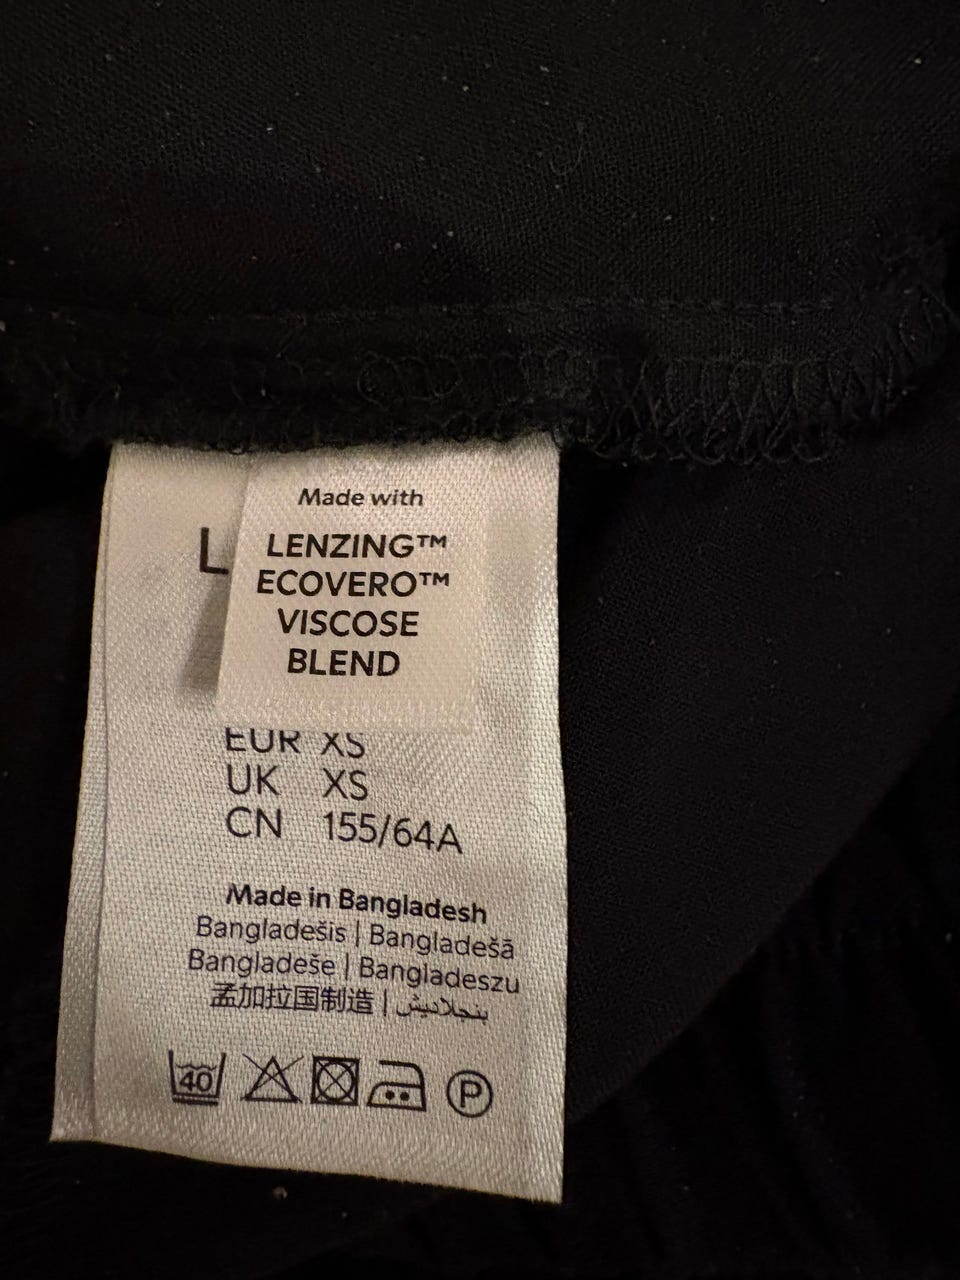 Made with
LENZING™
ECOVERO™
VISCOSE
BLEND
L
EUR XS
UK XS
CN 155/64A
Made in Bangladesh
Bangladešis | Bangladešā
Bangladeše | Bangladeszu
孟加拉国制造 | بنجلاديش
40
P